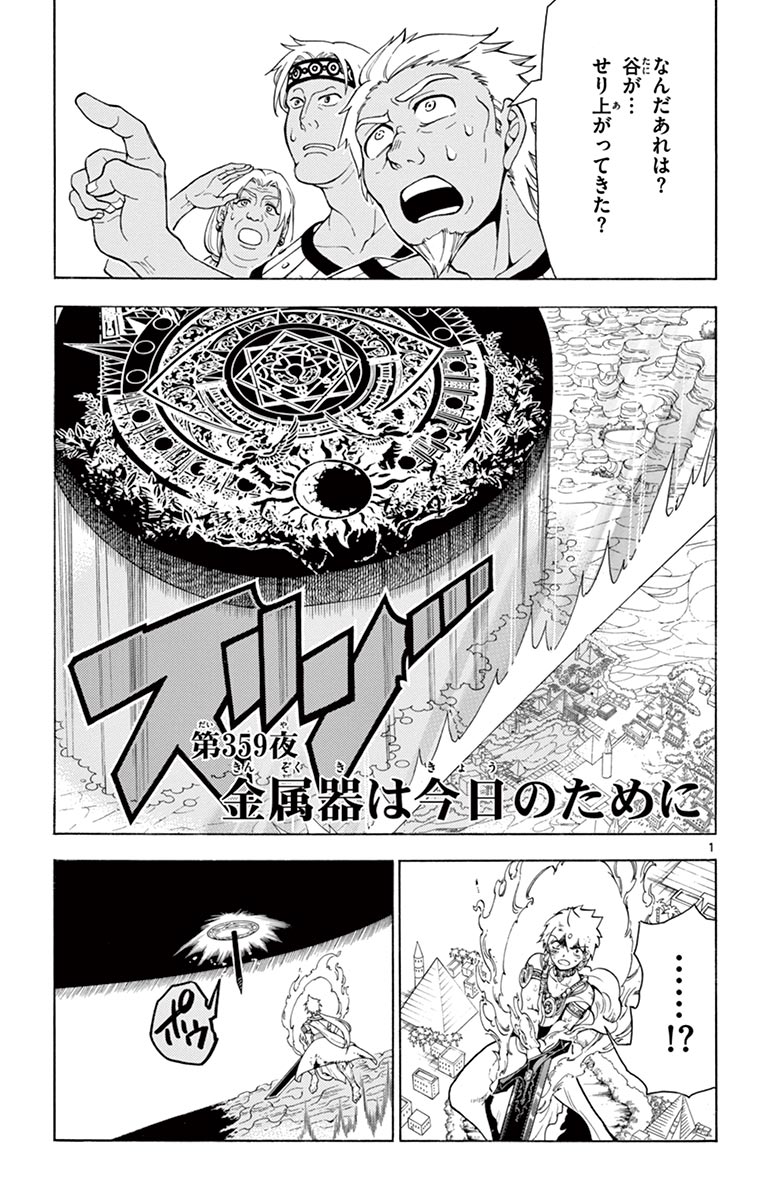 なんだあれは?
谷が…
せり上がってきた?
ズンッ
第359夜
金属器は今日のために
1
……!?
ポウ